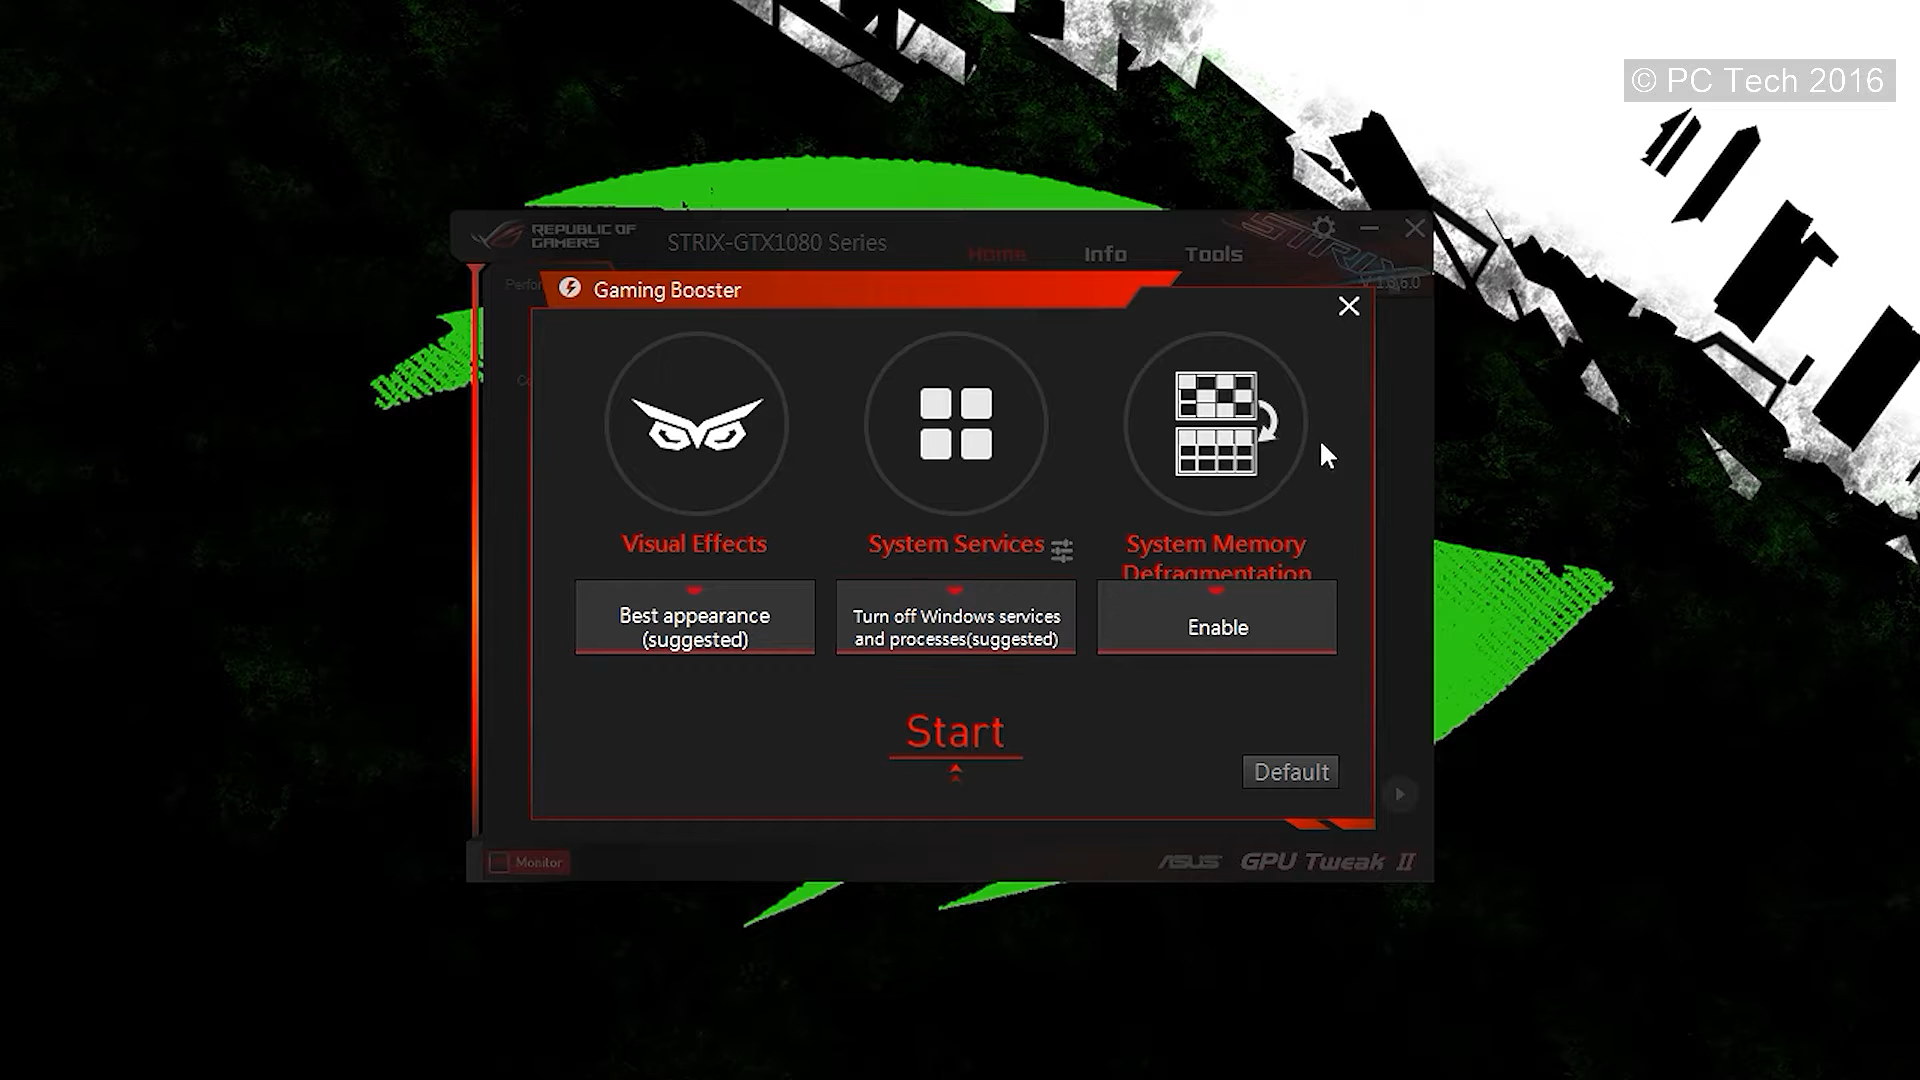 © PC Tech 2016
REPUBLIC OF
GAMERS
STRIX-GTX1080 Series
Home
Info
Tools
STRIX
Gaming Booster
Visual Effects
System Services
System Memory
Defragmentation
Best appearance
(suggested)
Turn off Windows services
and processes(suggested)
Enable
Start
Default
Monitor
ASUS GPU Tweak II